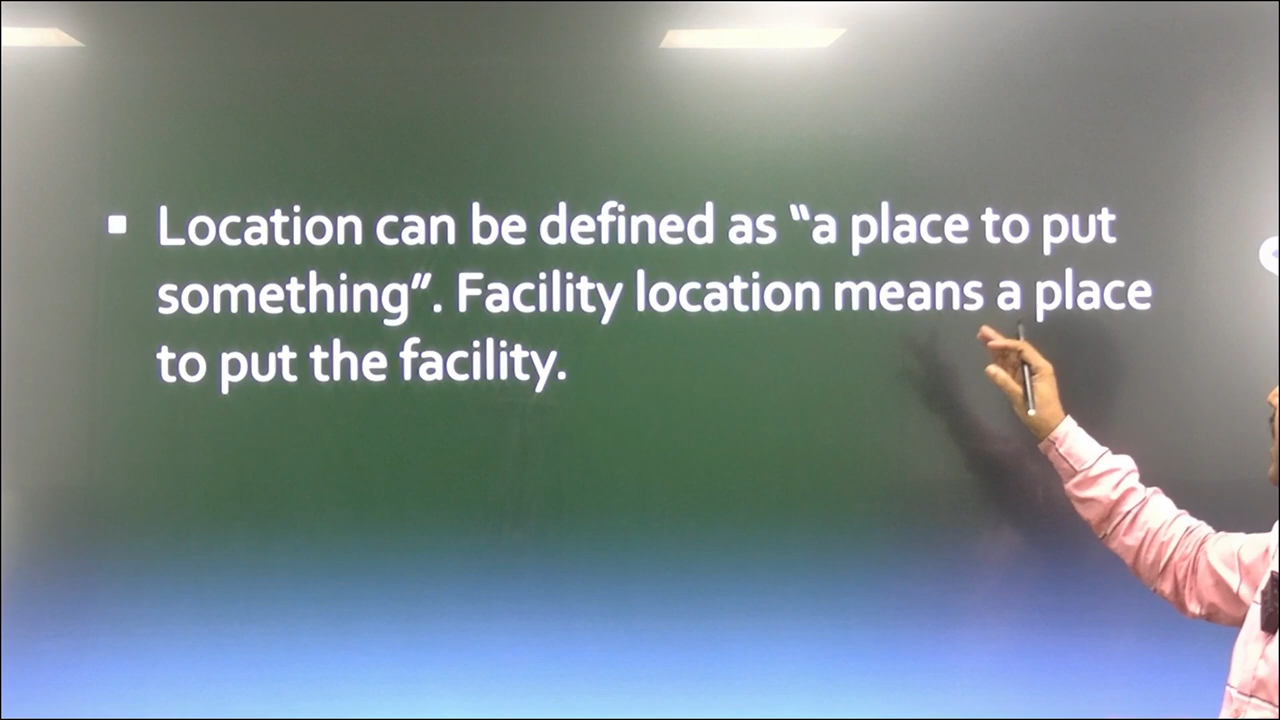 ▪ Location can be defined as “a place to put
something”. Facility location means a place
to put the facility.